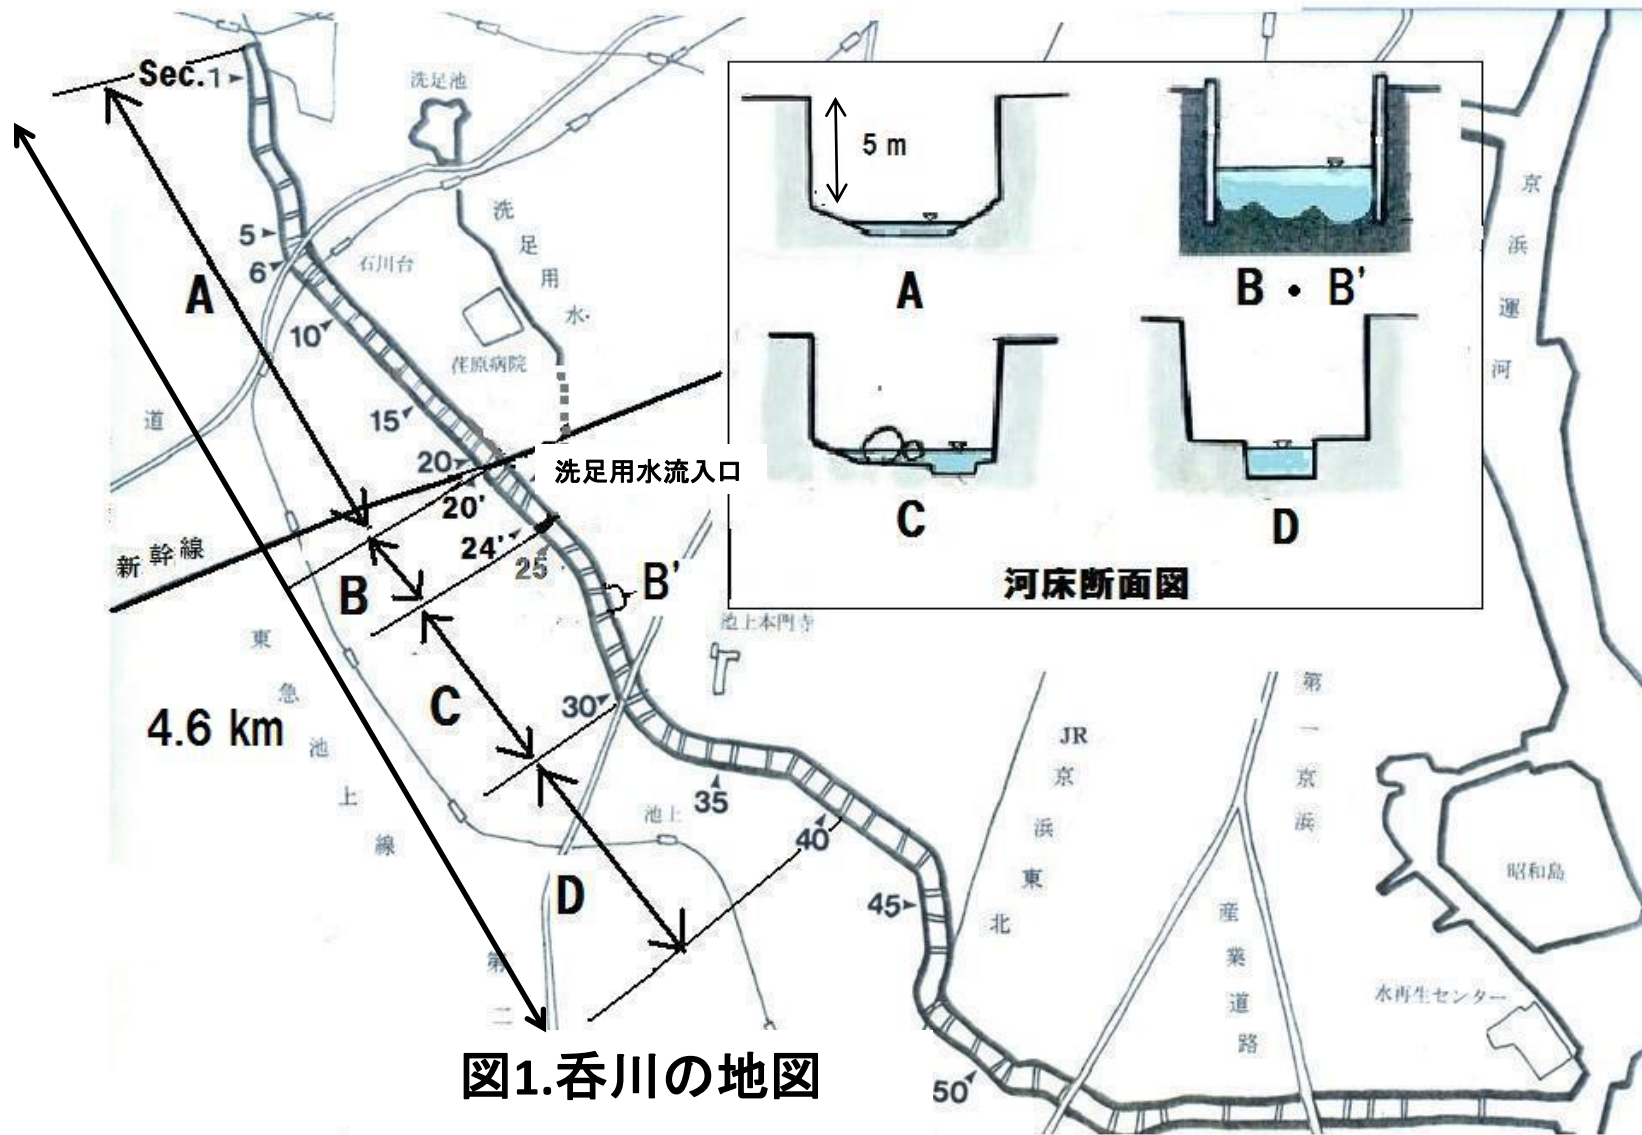 Sec.1
洗足池
5 m
京浜運河
5
6
石川台
洗足用水
A
A
B・B'
10
荏原病院
道
15
20
洗足用水流入口
20'
24'
25
新幹線
C
D
B
B'
河床断面図
池上本門寺
東急池上線
30
C
4.6 km
第一京浜
JR
京浜東北
35
池上
40
昭和島
D
45
産業道路
第二
水再生センター
図1.呑川の地図
50